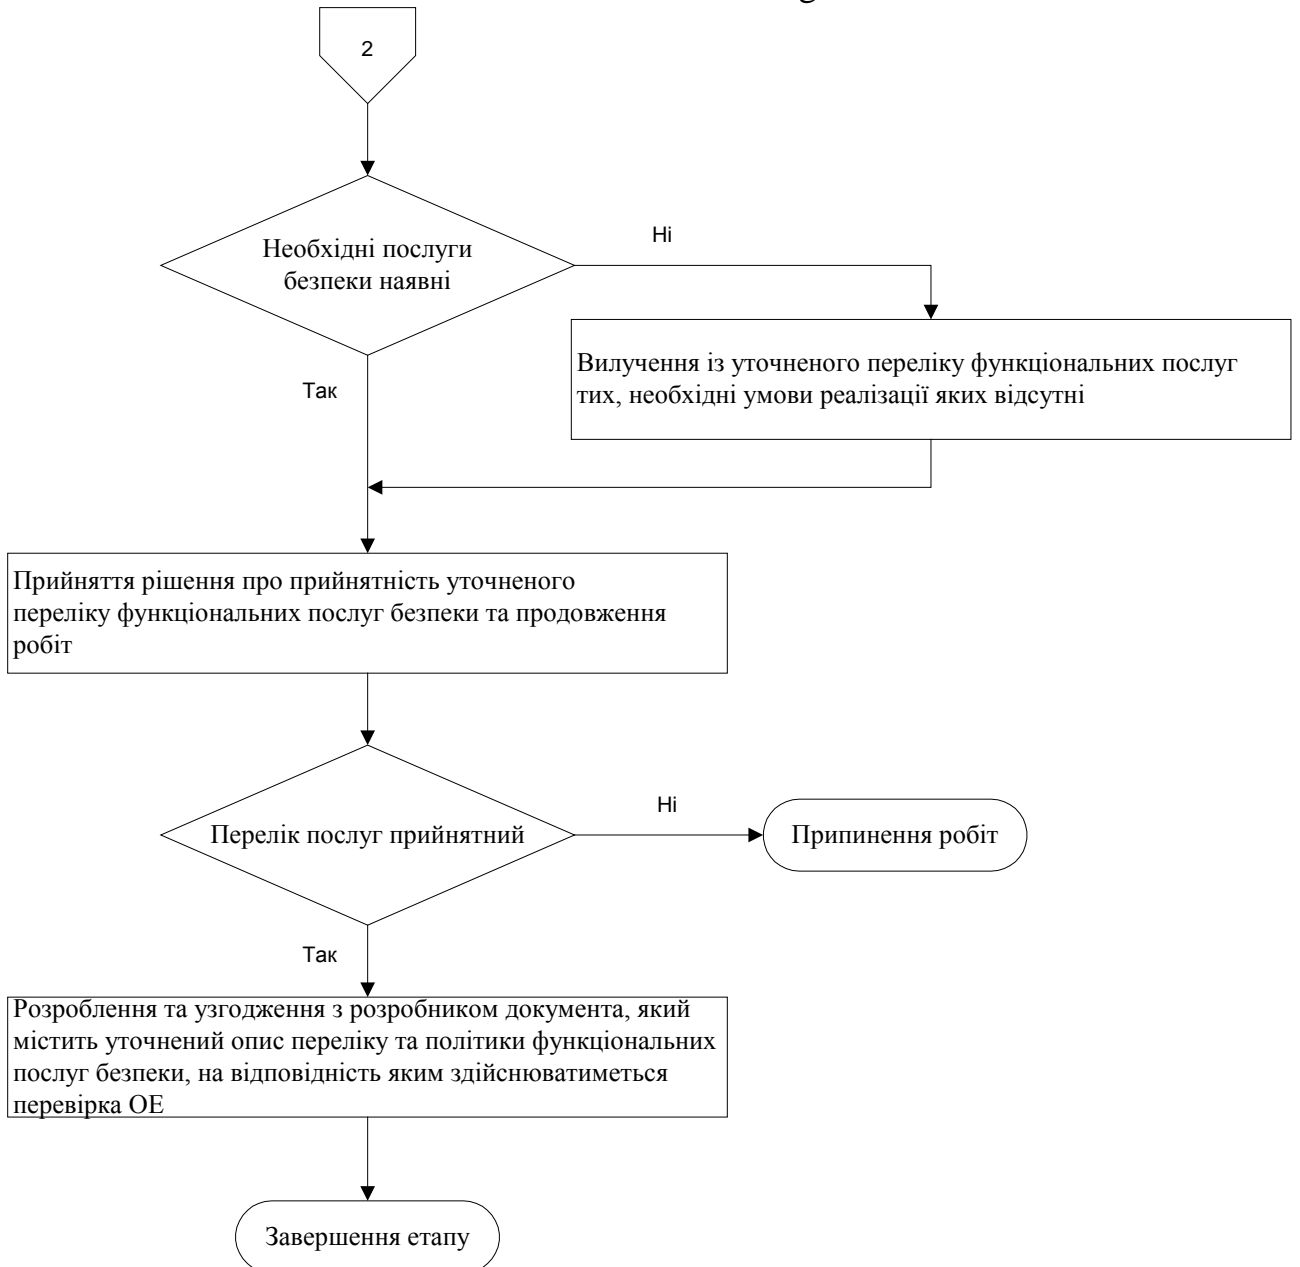 2
Необхідні послуги
безпеки наявні
Ні
Вилучення із уточненого переліку функціональних послуг
тих, необхідні умови реалізації яких відсутні
Так
Прийняття рішення про прийнятність уточненого
переліку функціональних послуг безпеки та продовження
робіт
Перелік послуг прийнятний
Ні
Припинення робіт
Так
Розроблення та узгодження з розробником документа, який
містить уточнений опис переліку та політики функціональних
послуг безпеки, на відповідність яким здійснюватиметься
перевірка ОЕ
Завершення етапу